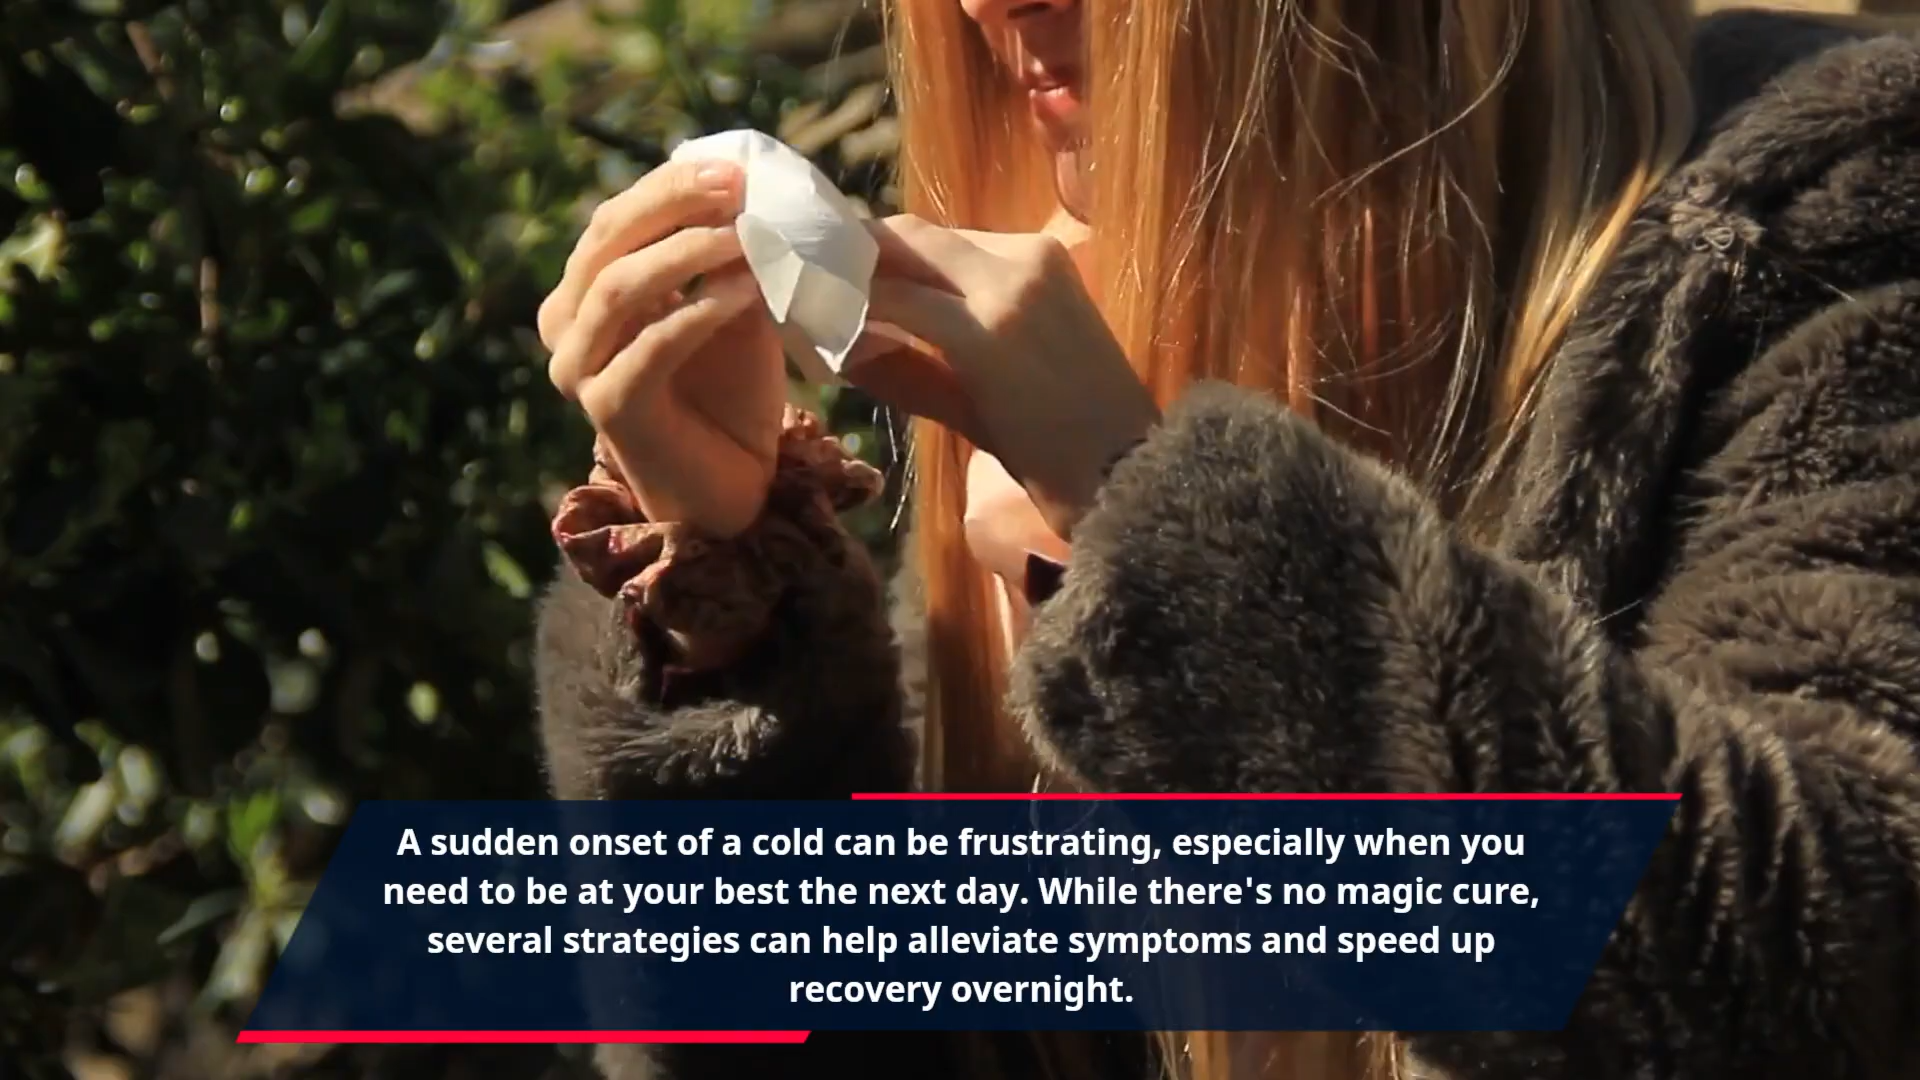 A sudden onset of a cold can be frustrating, especially when you
need to be at your best the next day. While there's no magic cure,
several strategies can help alleviate symptoms and speed up
recovery overnight.